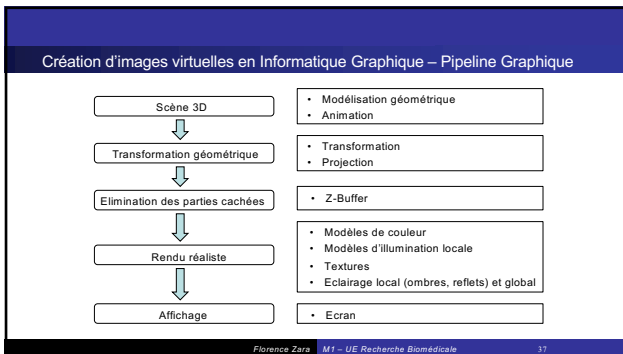 Création d'images virtuelles en Informatique Graphique – Pipeline Graphique
Scène 3D
• Modélisation géométrique
• Animation
Transformation géométrique
• Transformation
• Projection
Elimination des parties cachées
• Z-Buffer
Rendu réaliste
• Modèles de couleur
• Modèles d'illumination locale
• Textures
• Eclairage local (ombres, reflets) et global
Affichage
• Ecran
Florence Zara M1 – UE Recherche Biomédicale 37